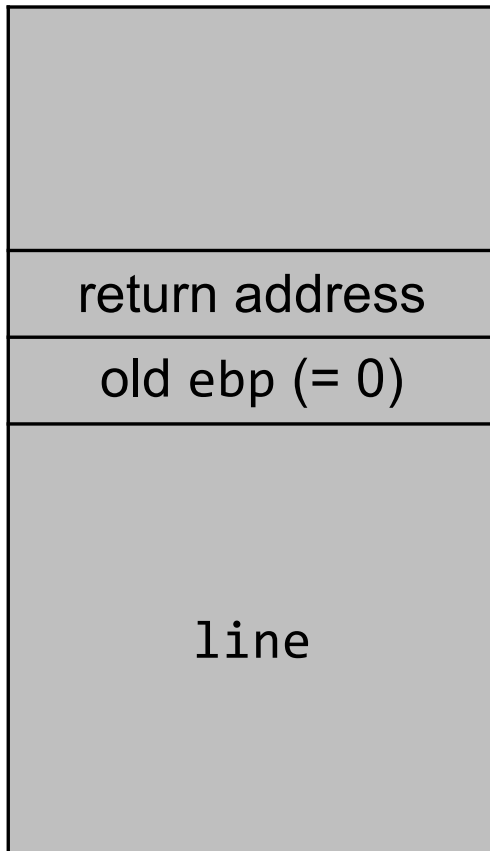 return address
old ebp (= 0)
line